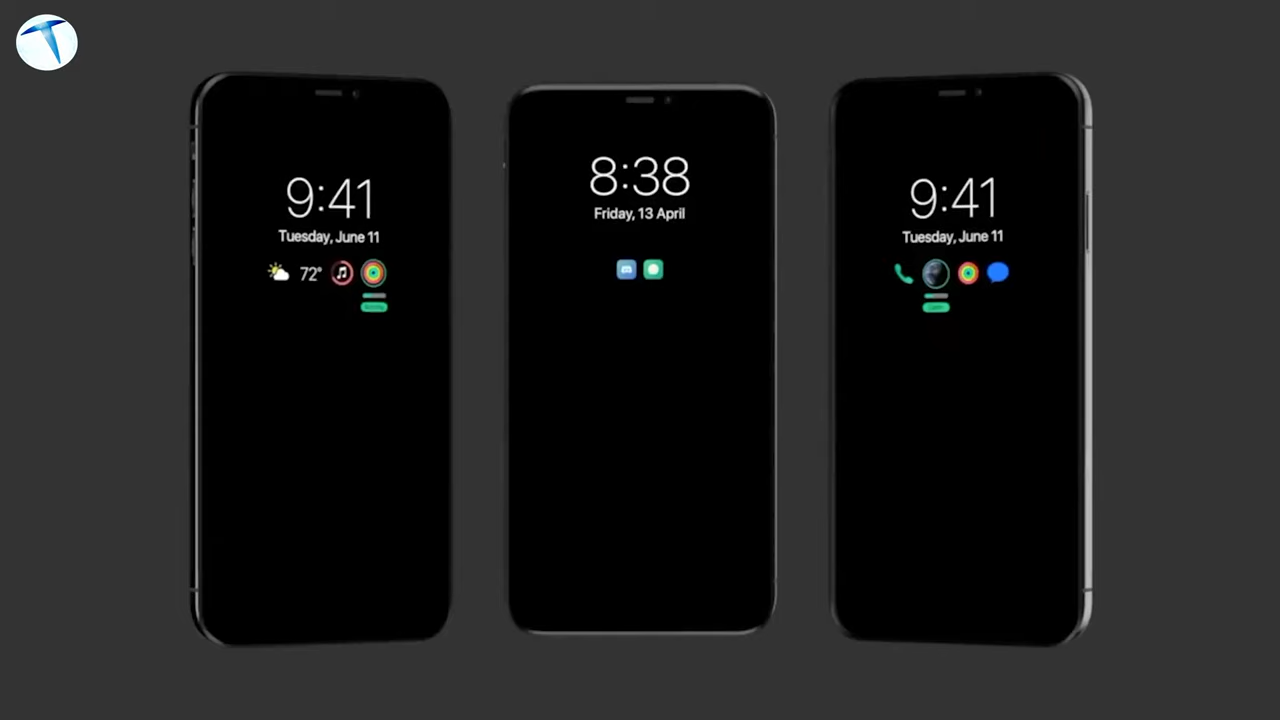 9:41
Tuesday, June 11
72°
8:38
Friday, 13 April
9:41
Tuesday, June 11